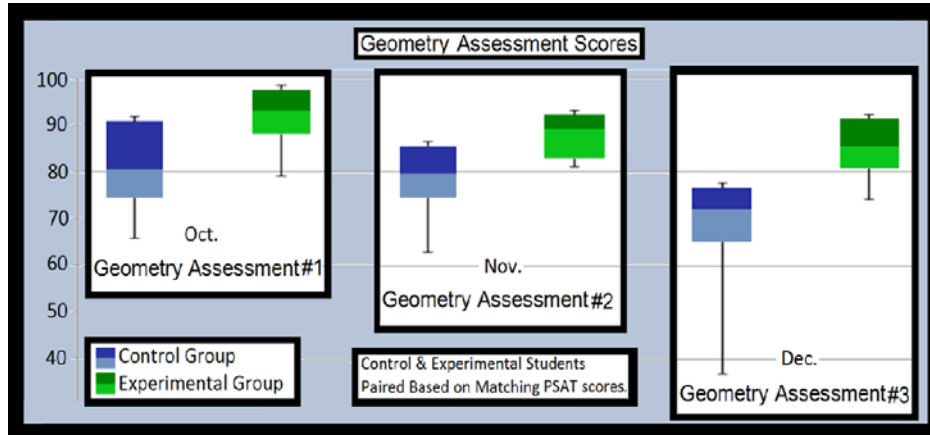 Geometry Assessment Scores
100
90
80
70
60
50
40
Oct.
Geometry Assessment#1
Nov.
Geometry Assessment #2
Dec.
Geometry Assessment #3
Control Group
Experimental Group
Control & Experimental Students
Paired Based on Matching PSAT scores.